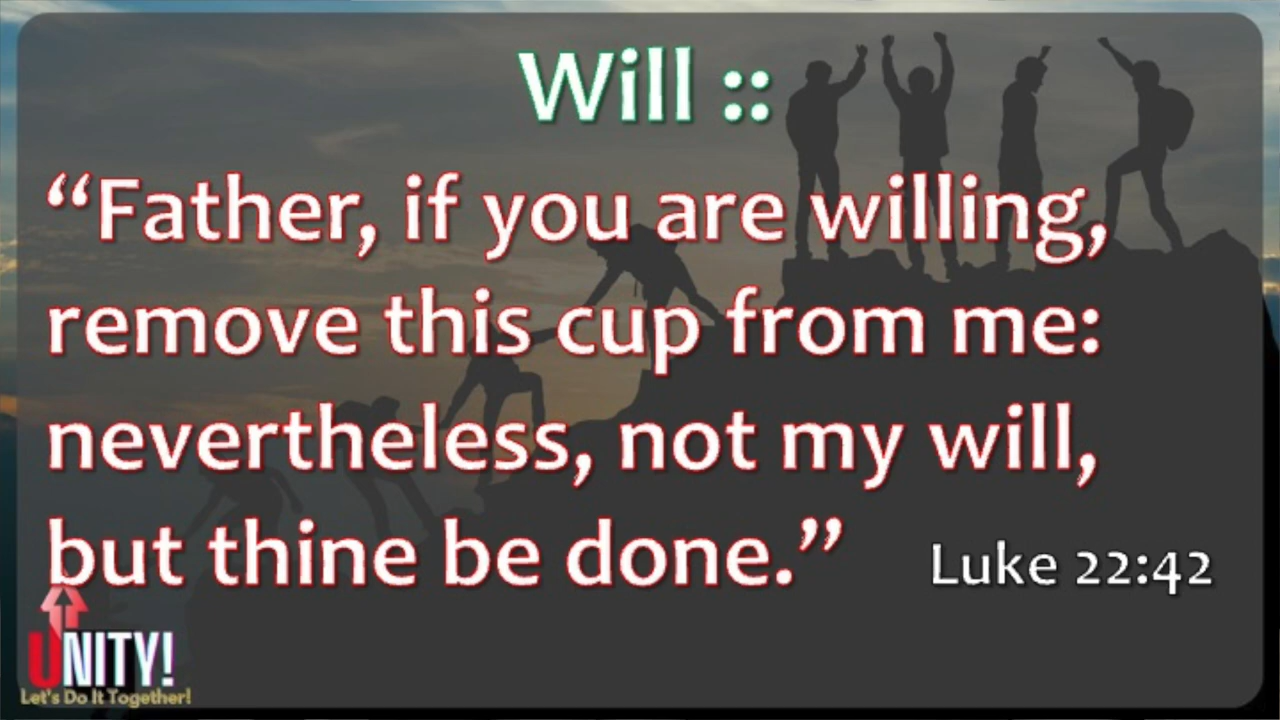 Will ::
“Father, if you are willing,
remove this cup from me:
nevertheless, not my will,
but thine be done.” Luke 22:42
UNITY!
Let's Do It Together!